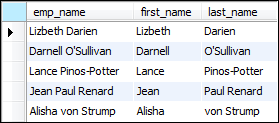 emp_name first_name last_name
Lizbeth Darien Lizbeth Darien
Darnell O'Sullivan Darnell O'Sullivan
Lance Pinos-Potter Lance Pinos-Potter
Jean Paul Renard Jean Paul Renard
Alisha von Strump Alisha von Strump